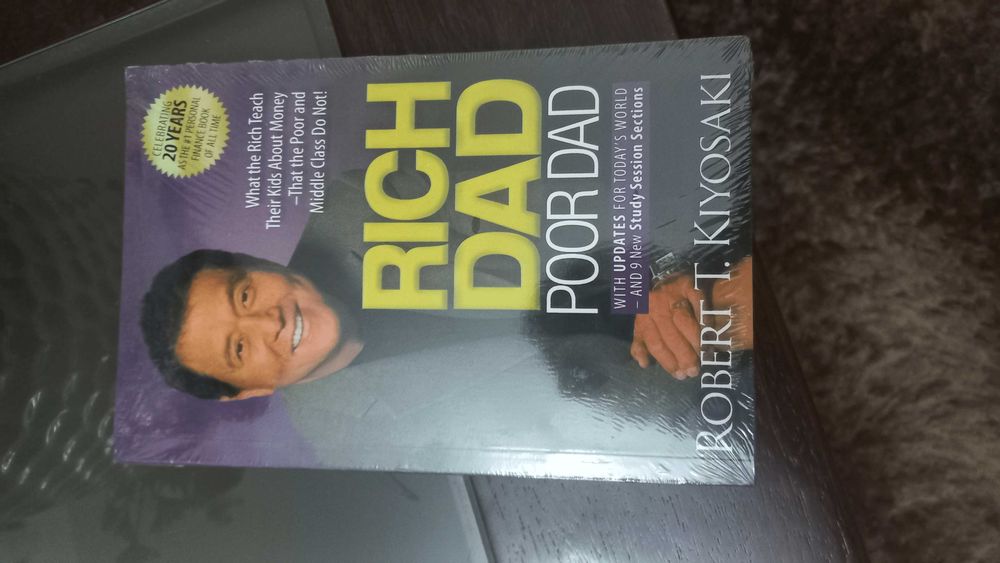 CELEBRATING
20 YEARS
AS THE #1 PERSONAL
FINANCE BOOK
OF ALL TIME
What the Rich Teach
Their Kids About Money
–That the Poor and
Middle Class Do Not!
RICH
DAD
POOR DAD
WITH UPDATES FOR TODAY'S WORLD
– AND 9 New Study Session Sections
ROBERT T. KIYOSAKI